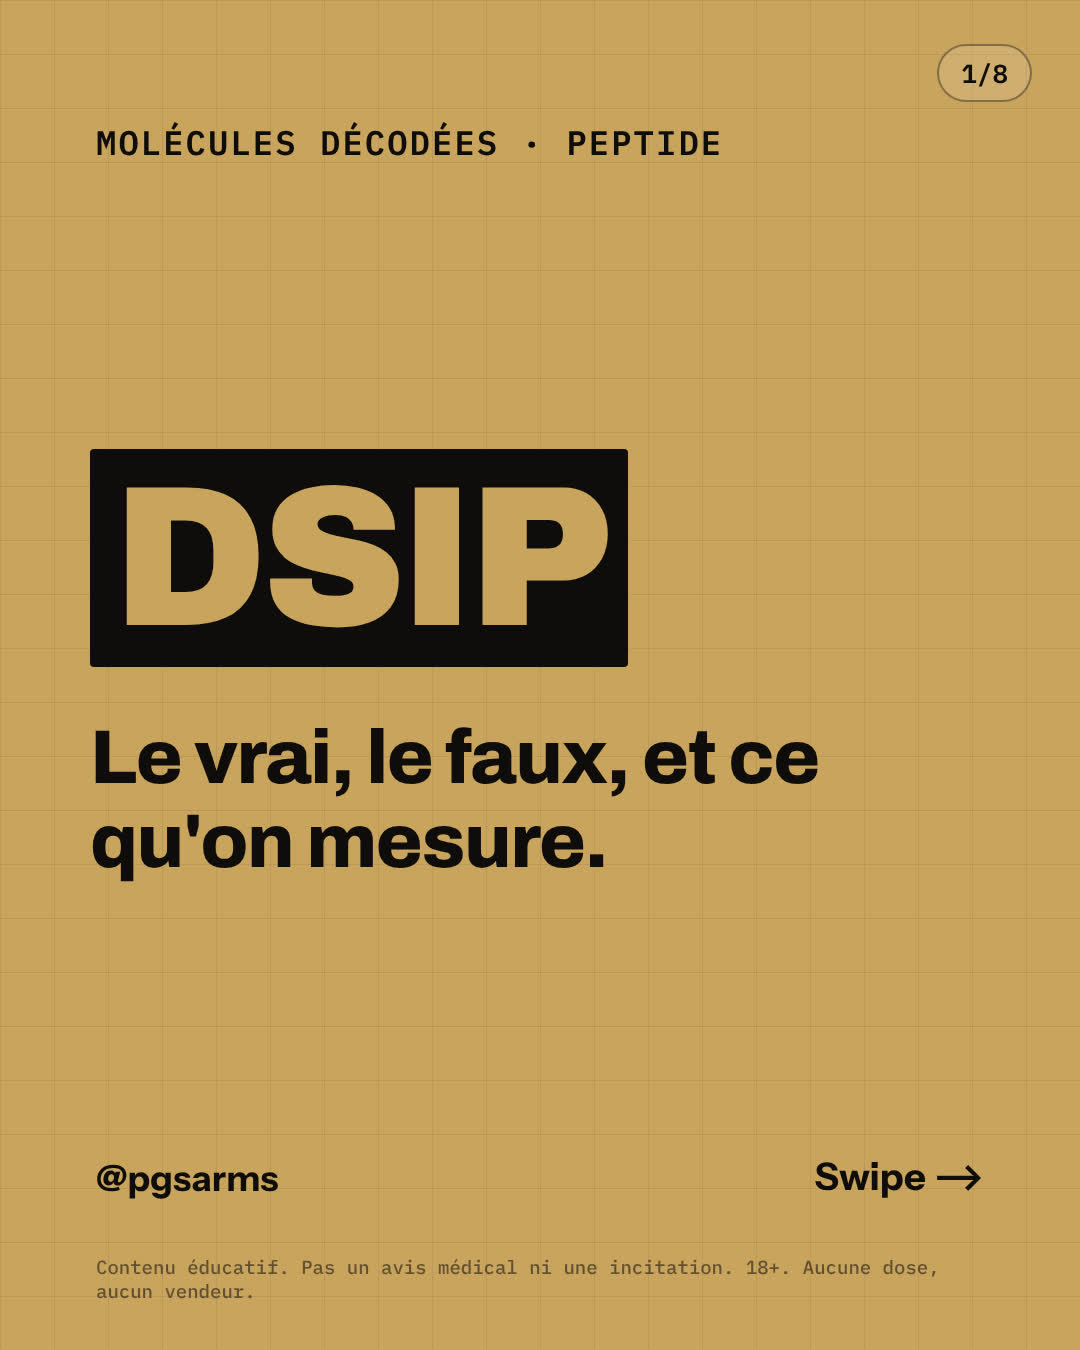 1/8
MOLÉCULES DÉCODÉES · PEPTIDE
DSIP
Le vrai, le faux, et ce
qu'on mesure.
@pgsarms
Swipe →
Contenu éducatif. Pas un avis médical ni une incitation. 18+. Aucune dose,
aucun vendeur.